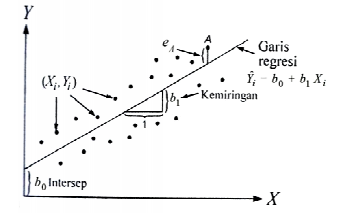 Y
e_A
A
Garis
regresi
Ŷ_i = b_0 + b_1 X_i
(X_i, Y_i)
b_1
Kemiringan
1
b_0 Intersep
X